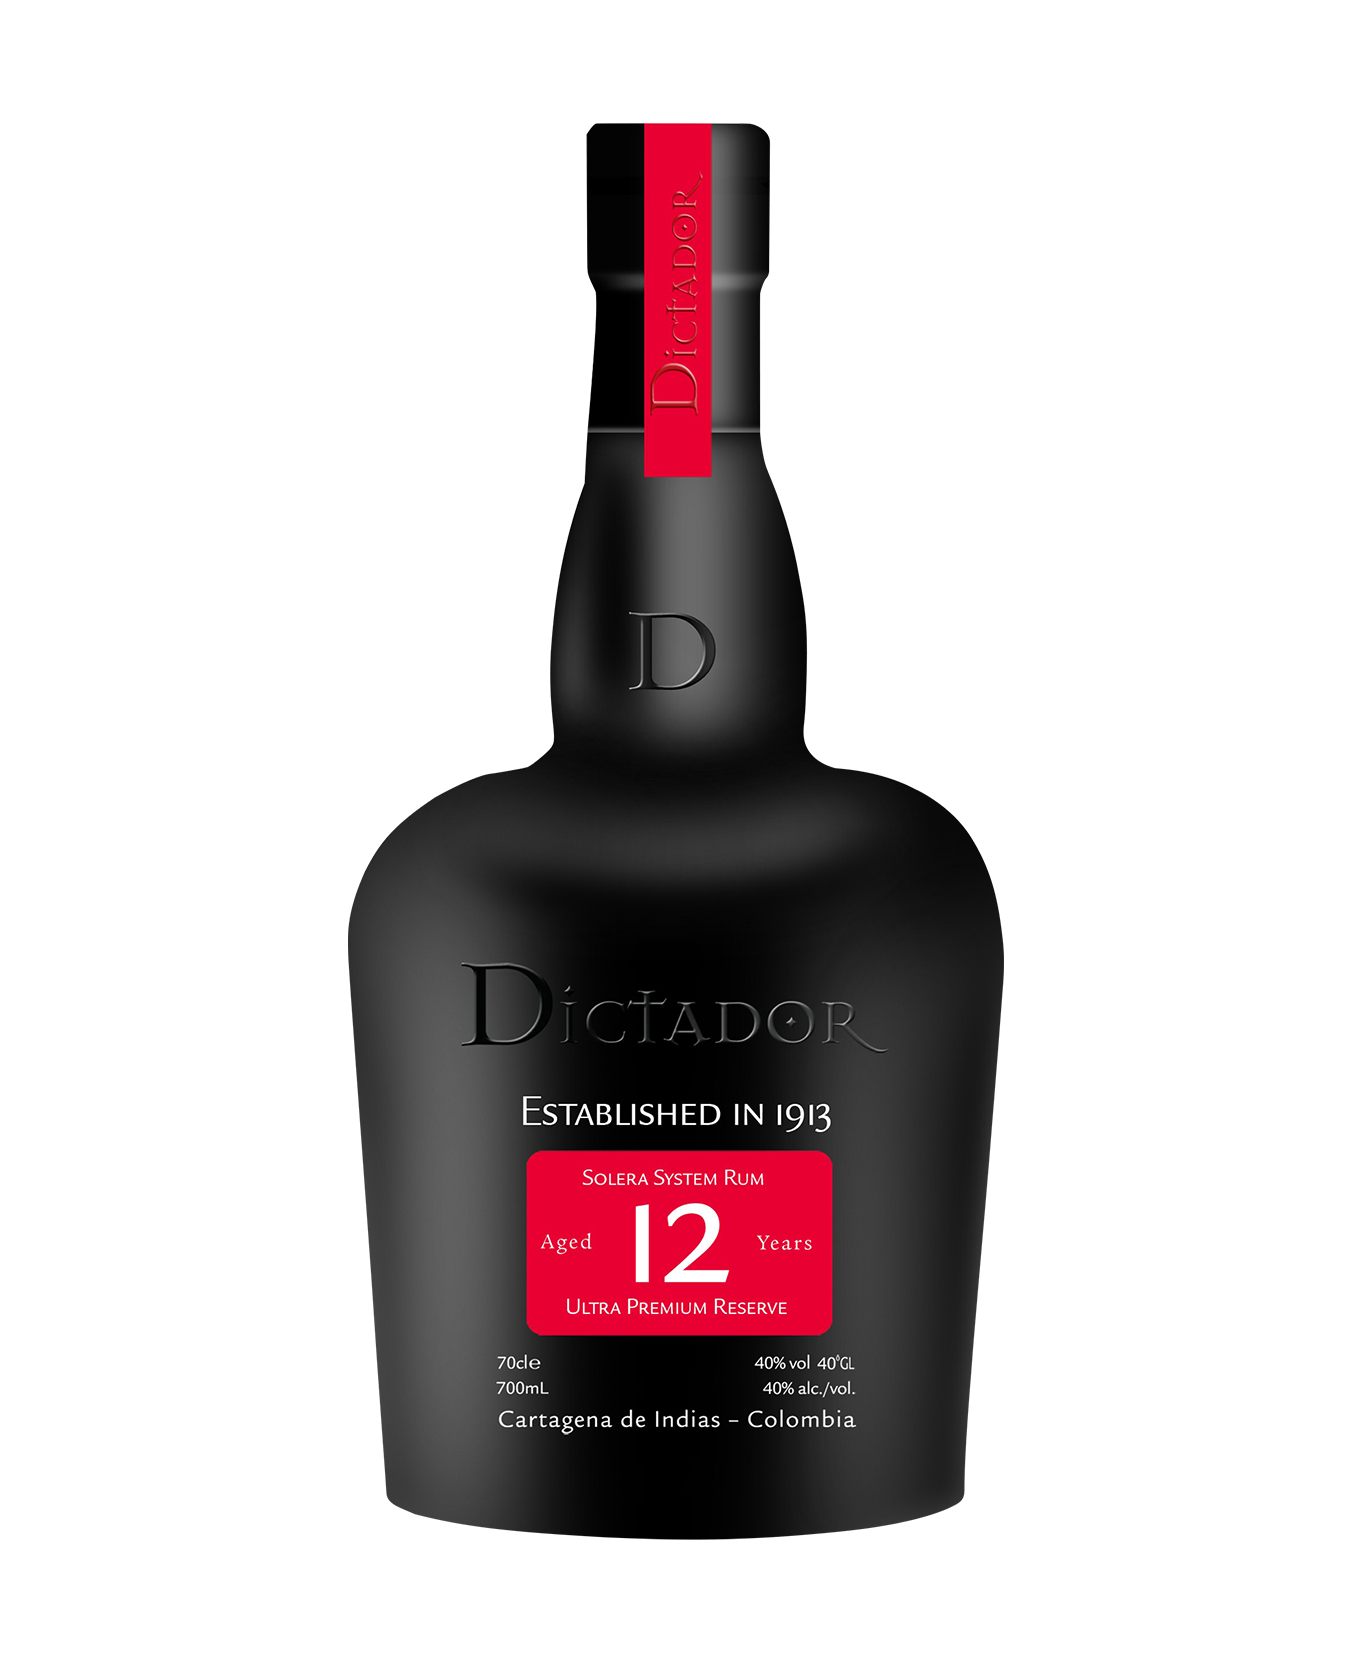 Dictador
D
Dictador
Established in 1913
Solera System Rum
Aged 12 Years
Ultra Premium Reserve
70cle 40% vol 40°GL
700mL 40% alc./vol.
Cartagena de Indias – Colombia